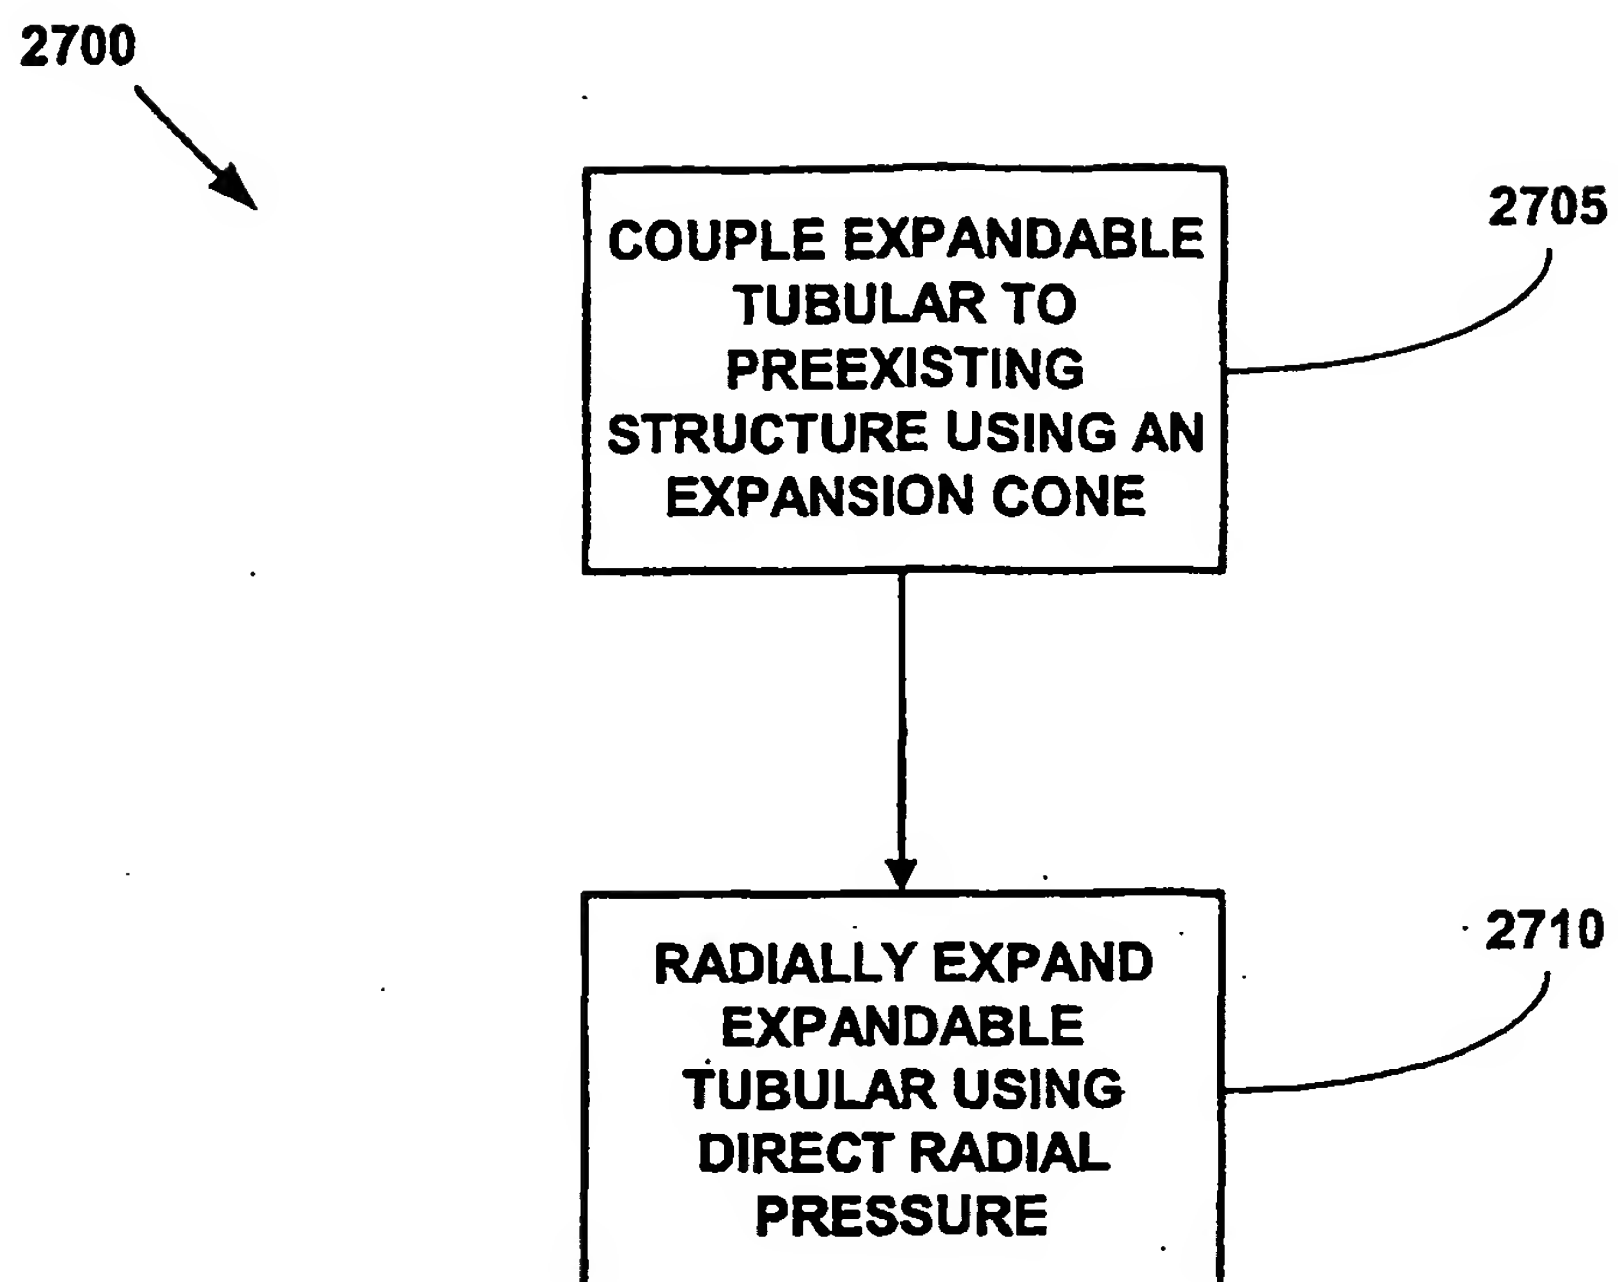 2700
COUPLE EXPANDABLE
TUBULAR TO
PREEXISTING
STRUCTURE USING AN
EXPANSION CONE
2705
RADIALLY EXPAND
EXPANDABLE
TUBULAR USING
DIRECT RADIAL
PRESSURE
2710